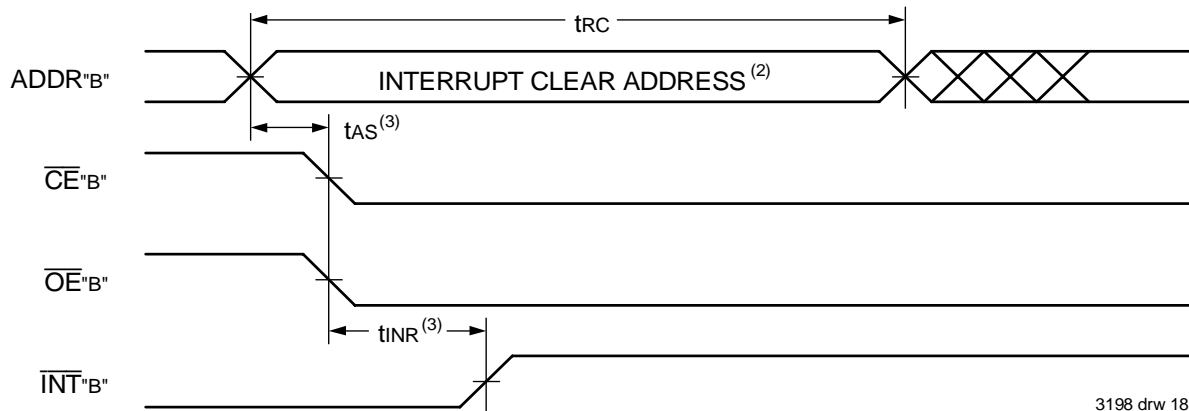 tRC
ADDR"B"
INTERRUPT CLEAR ADDRESS(2)
tAS(3)
CE"B"
OE"B"
tINR(3)
INT"B"
3198 drw 18